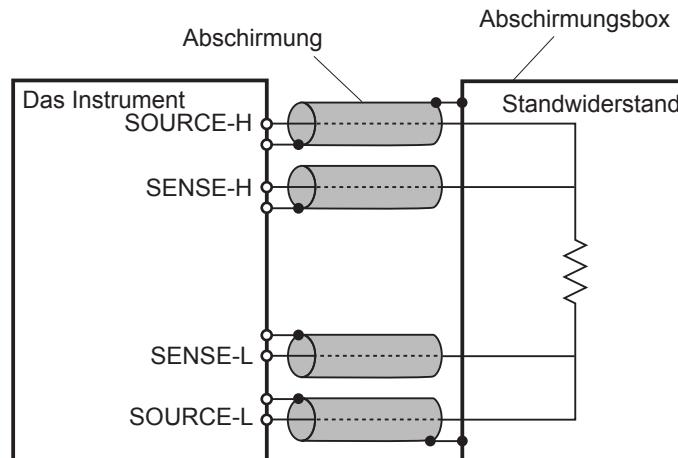 Abschirmungsbox
Abschirmung
Das Instrument
Standwiderstand
SOURCE-H
SENSE-H
SENSE-L
SOURCE-L